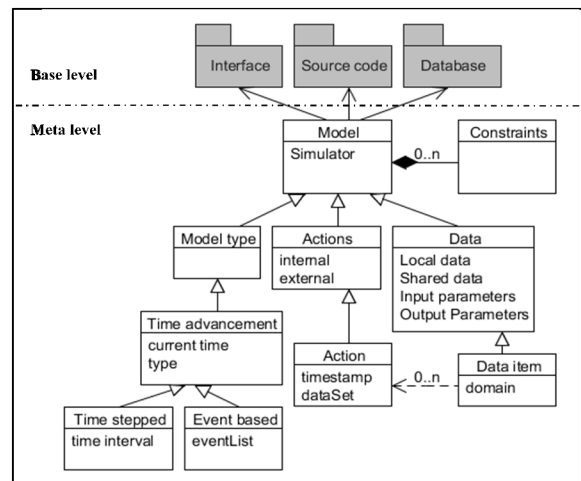 Interface
Source code
Database
Base level
Meta level
Model
Simulator
0..n
Constraints
Model type
Actions
internal
external
Data
Local data
Shared data
Input parameters
Output Parameters
Time advancement
current time
type
Action
timestamp
dataSet
0..n
Data item
domain
Time stepped
time interval
Event based
eventList